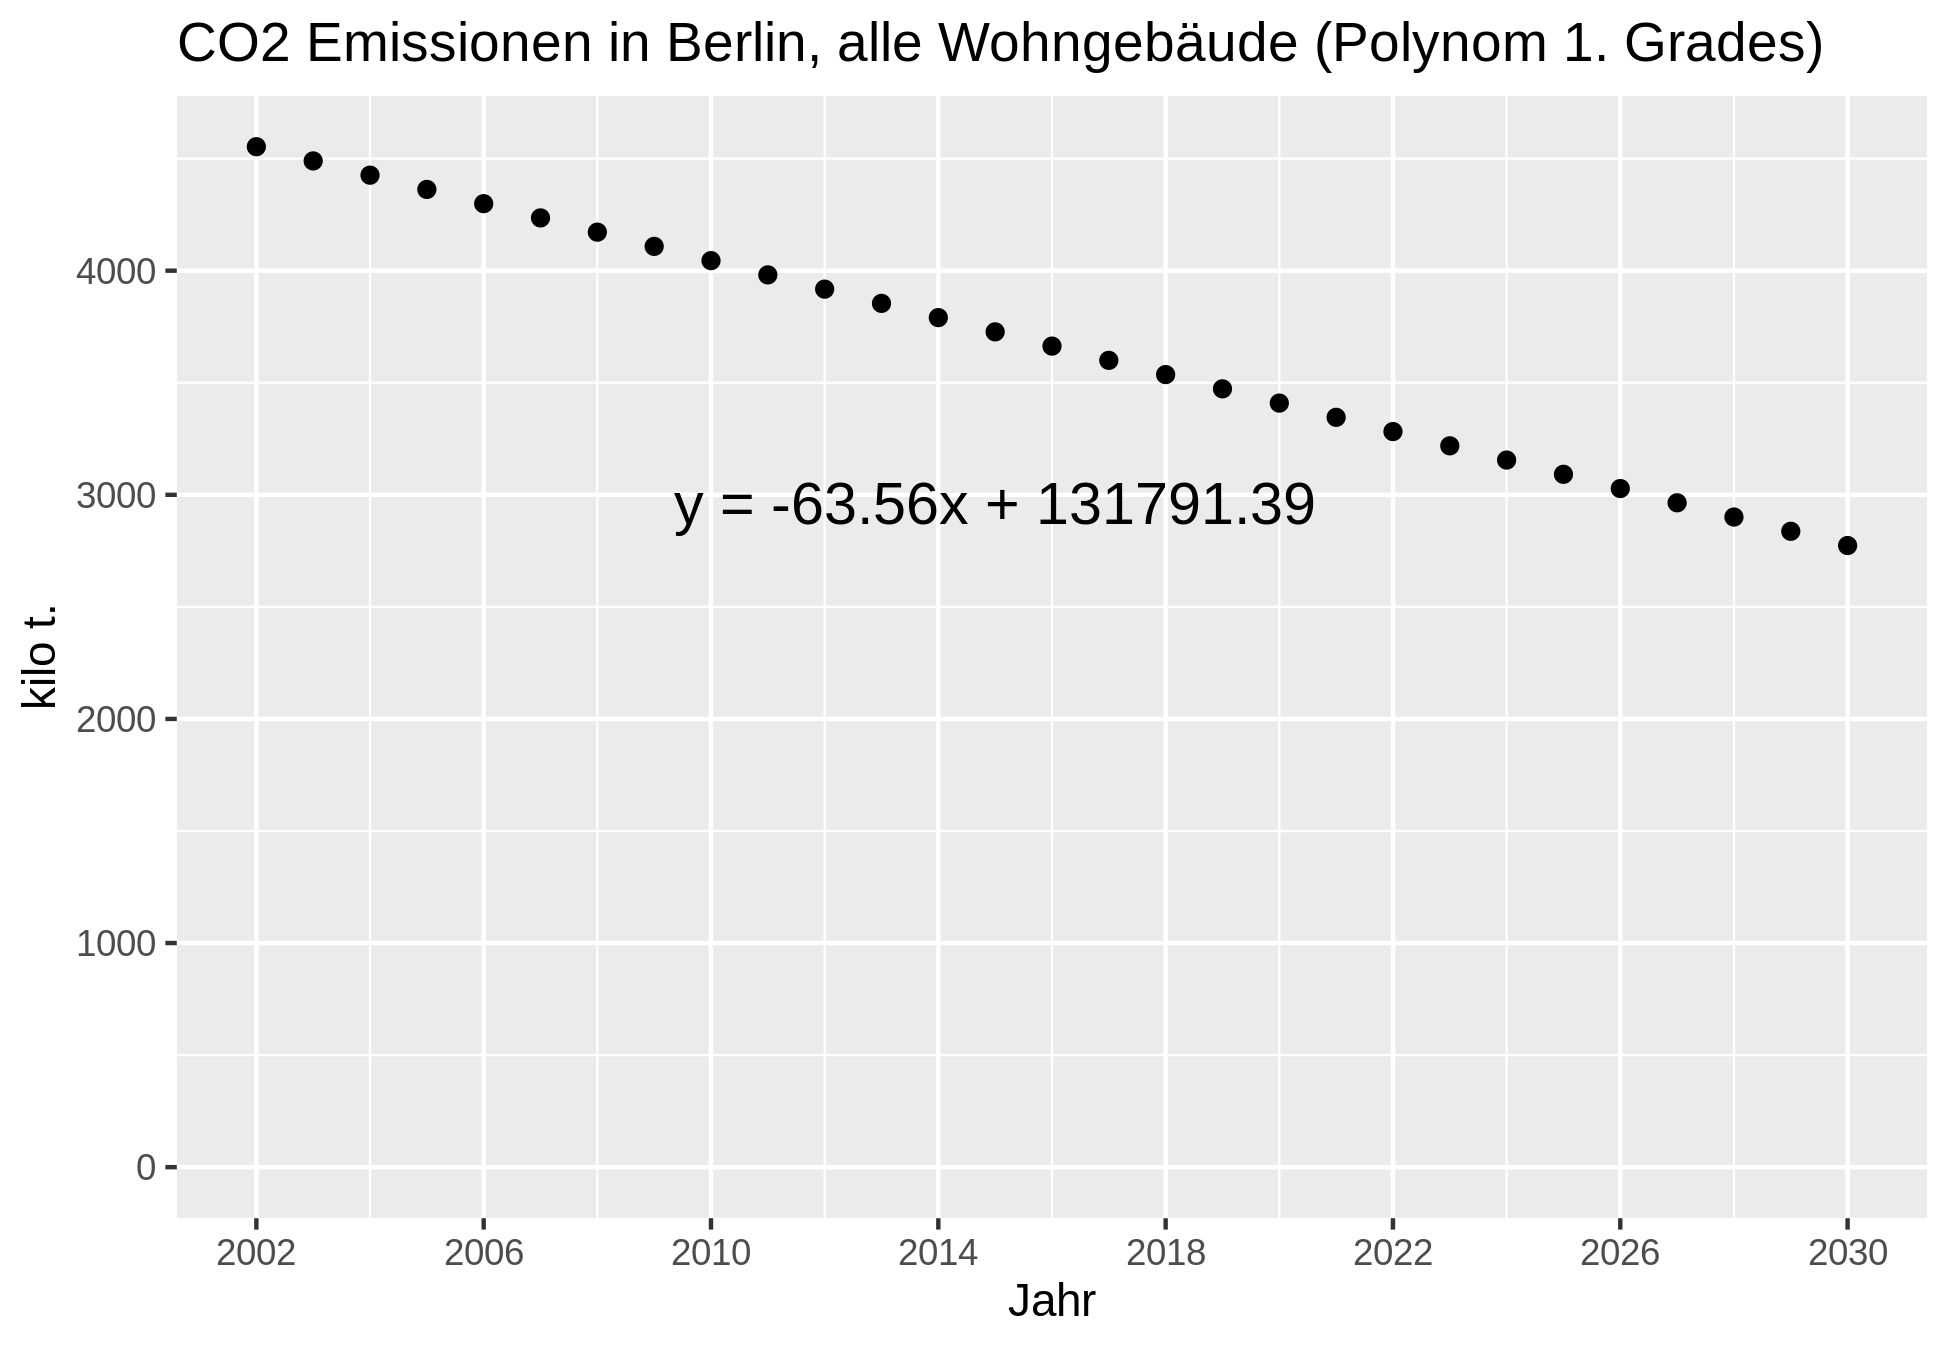 CO2 Emissionen in Berlin, alle Wohngebäude (Polynom 1. Grades)
4000
3000
2000
1000
0
kilo t.
y = -63.56x + 131791.39
2002 2006 2010 2014 2018 2022 2026 2030
Jahr